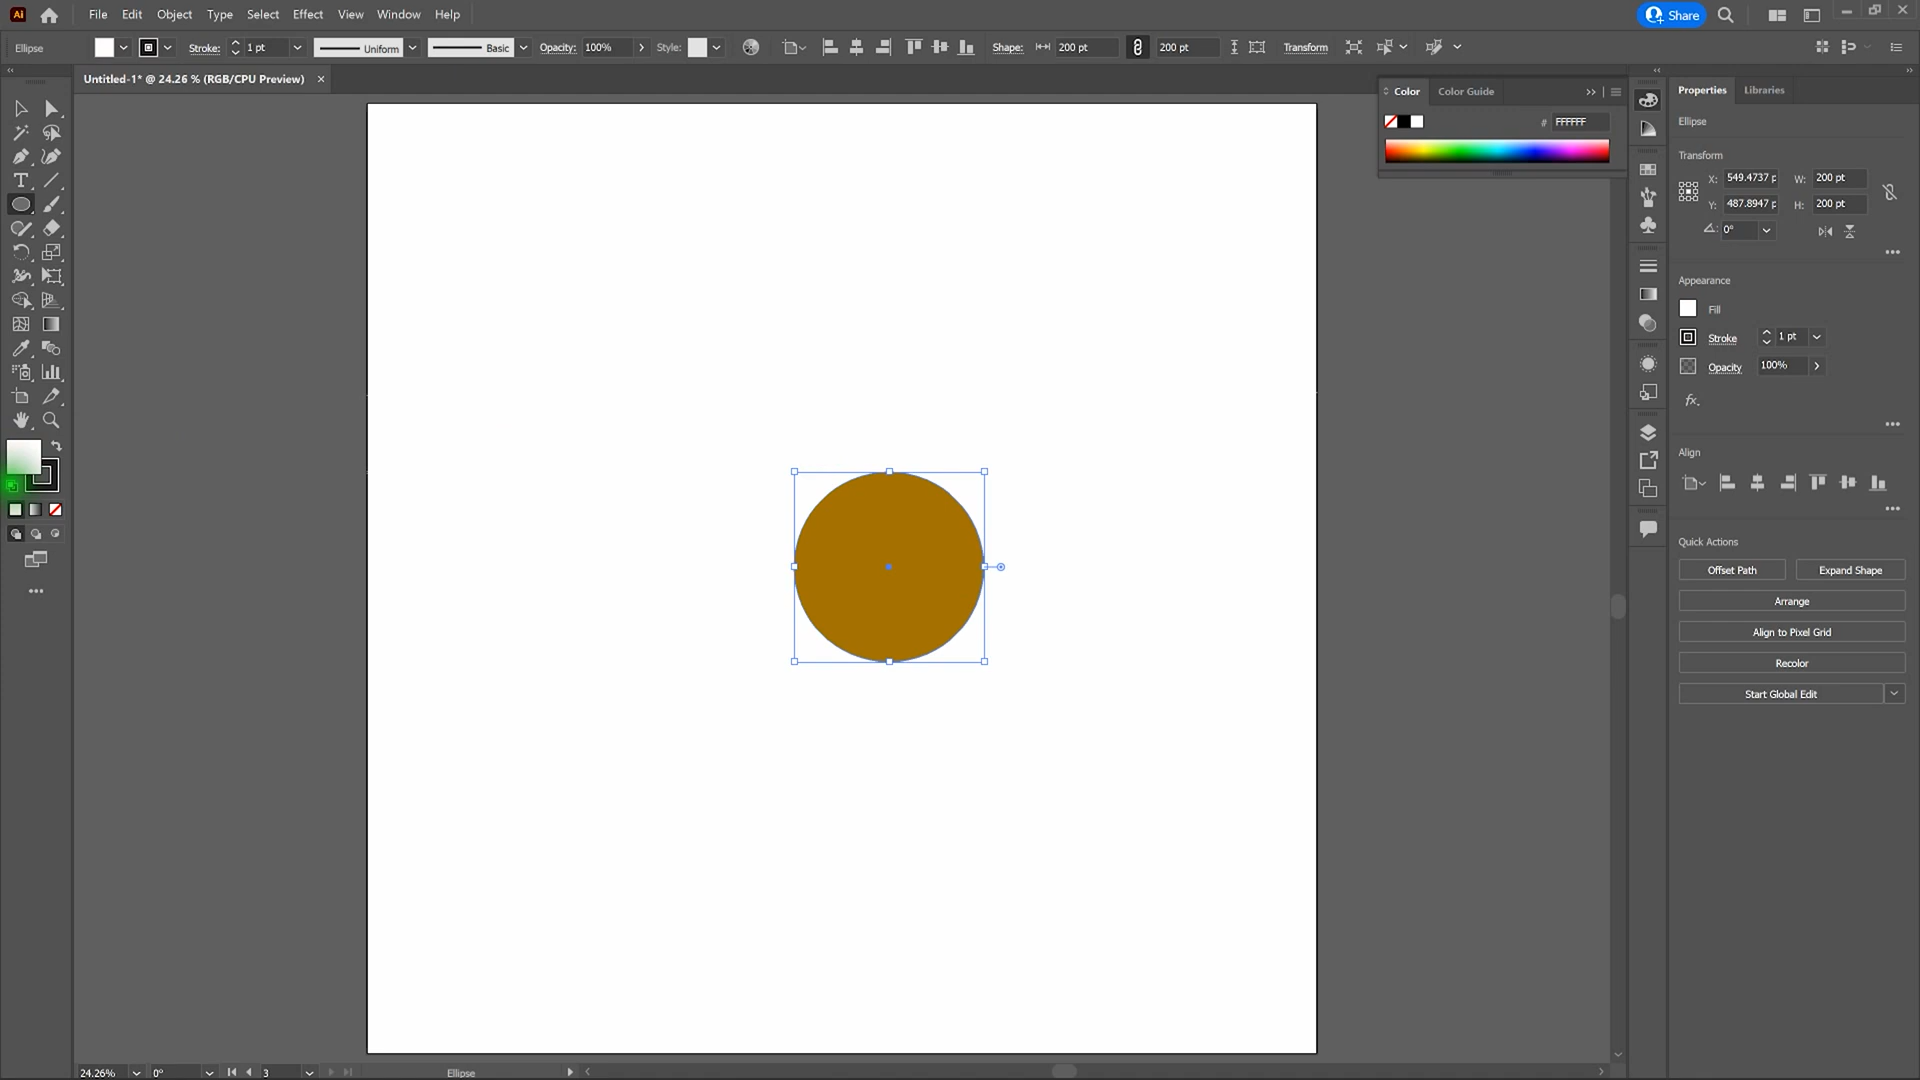 Ai File Edit Object Type Select Effect View Window Help Share
Ellipse Stroke: 1 pt Uniform Basic Opacity: 100% Style: Shape: 200 pt 200 pt Transform
Untitled-1* @ 24.26 % (RGB/CPU Preview) ×
Color Color Guide
# FFFFFF
Properties Libraries
Ellipse
Transform
X: 549.4737 p W: 200 pt
Y: 487.8947 p H: 200 pt
0°
Appearance
Fill
Stroke 1 pt
Opacity 100%
fx.
Align
Quick Actions
Offset Path Expand Shape
Arrange
Align to Pixel Grid
Recolor
Start Global Edit
24.26% 0° 3 Ellipse